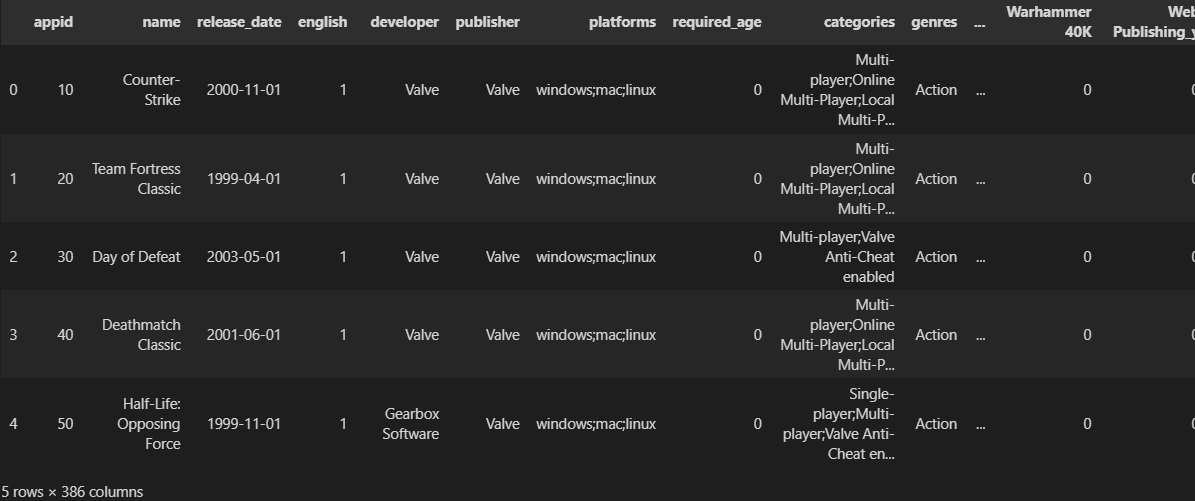 appid name release_date english developer publisher platforms required_age categories genres ... Warhammer 40K Web Publishing_y
0 10 Counter-Strike 2000-11-01 1 Valve Valve windows;mac;linux 0 Multi-player;Online Multi-Player;Local Multi-P... Action ... 0
1 20 Team Fortress Classic 1999-04-01 1 Valve Valve windows;mac;linux 0 Multi-player;Online Multi-Player;Local Multi-P... Action ... 0
2 30 Day of Defeat 2003-05-01 1 Valve Valve windows;mac;linux 0 Multi-player;Valve Anti-Cheat enabled Action ... 0
3 40 Deathmatch Classic 2001-06-01 1 Valve Valve windows;mac;linux 0 Multi-player;Online Multi-Player;Local Multi-P... Action ... 0
4 50 Half-Life: Opposing Force 1999-11-01 1 Gearbox Software Valve windows;mac;linux 0 Single-player;Multi-player;Valve Anti-Cheat en... Action ... 0
5 rows × 386 columns